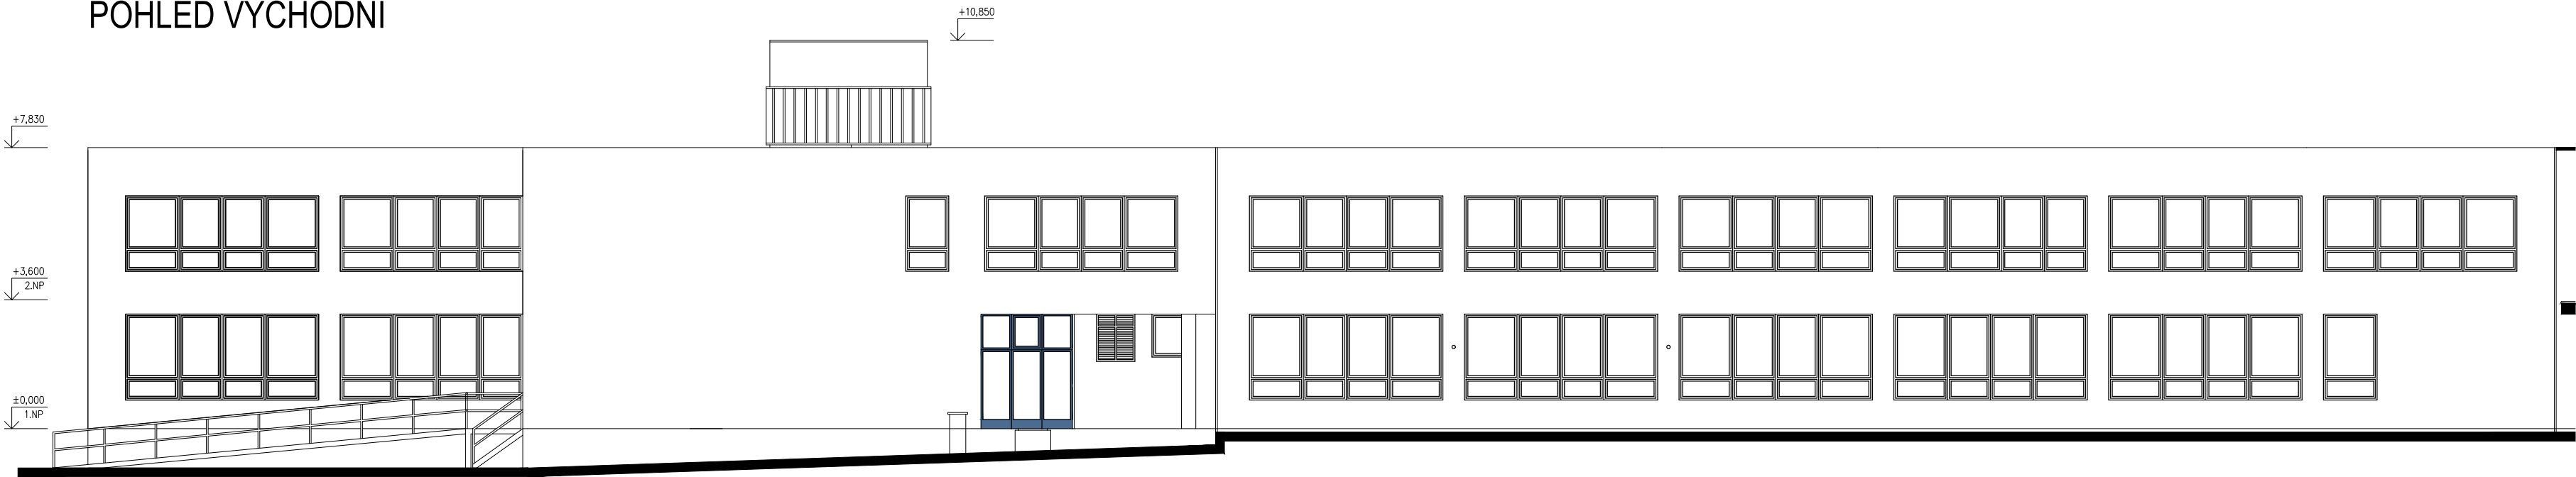 POHLED VÝCHODNÍ
+10,850
+7,830
+3,600
2.NP
±0,000
1.NP